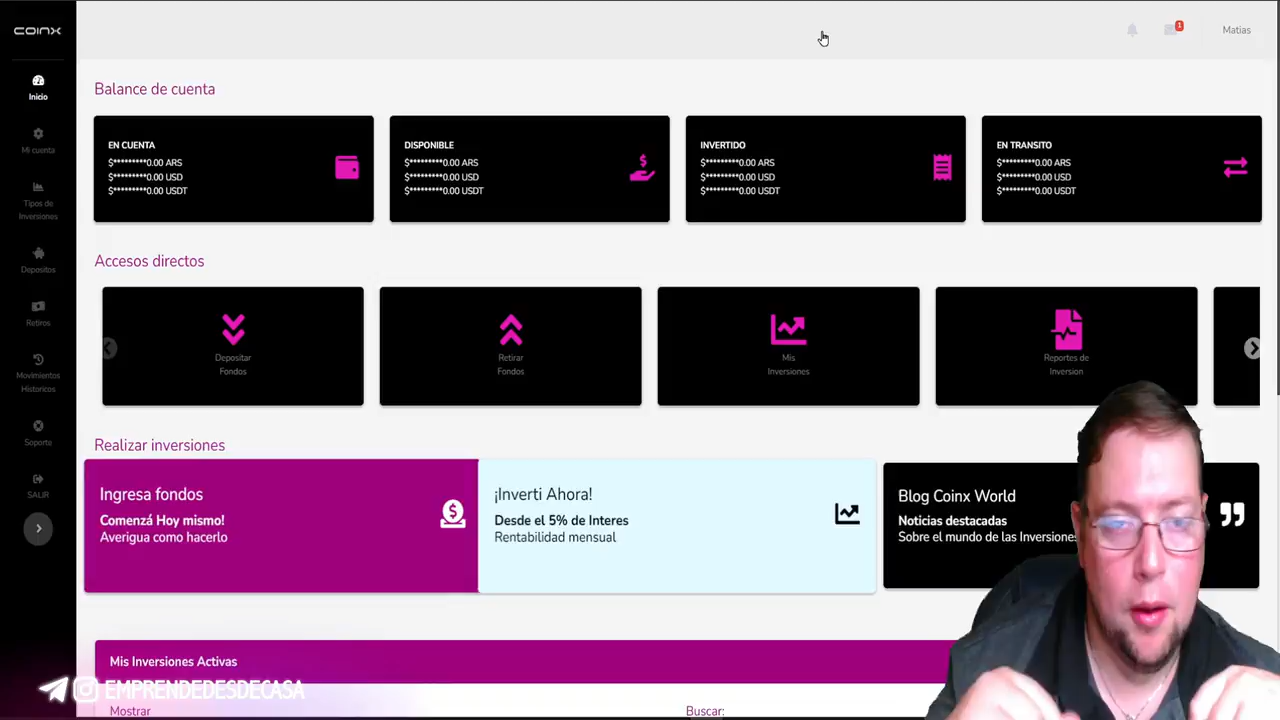 COINX
1
Matias
Inicio
Mi cuenta
Tipos de
Inversiones
Depositos
Retiros
Movimientos
Historicos
Soporte
SALIR
Balance de cuenta
EN CUENTA
$********0.00 ARS
$********0.00 USD
$********0.00 USDT
DISPONIBLE
$********0.00 ARS
$********0.00 USD
$********0.00 USDT
INVERTIDO
$********0.00 ARS
$********0.00 USD
$********0.00 USDT
EN TRANSITO
$********0.00 ARS
$********0.00 USD
$********0.00 USDT
Accesos directos
Depositar
Fondos
Retirar
Fondos
Mis
Inversiones
Reportes de
Inversion
Realizar inversiones
Ingresa fondos
Comenzá Hoy mismo!
Averigua como hacerlo
¡Inverti Ahora!
Desde el 5% de Interes
Rentabilidad mensual
Blog Coinx World
Noticias destacadas
Sobre el mundo de las Inversiones
Mis Inversiones Activas
EMPRENDEDESDECASA
Mostrar
Buscar: